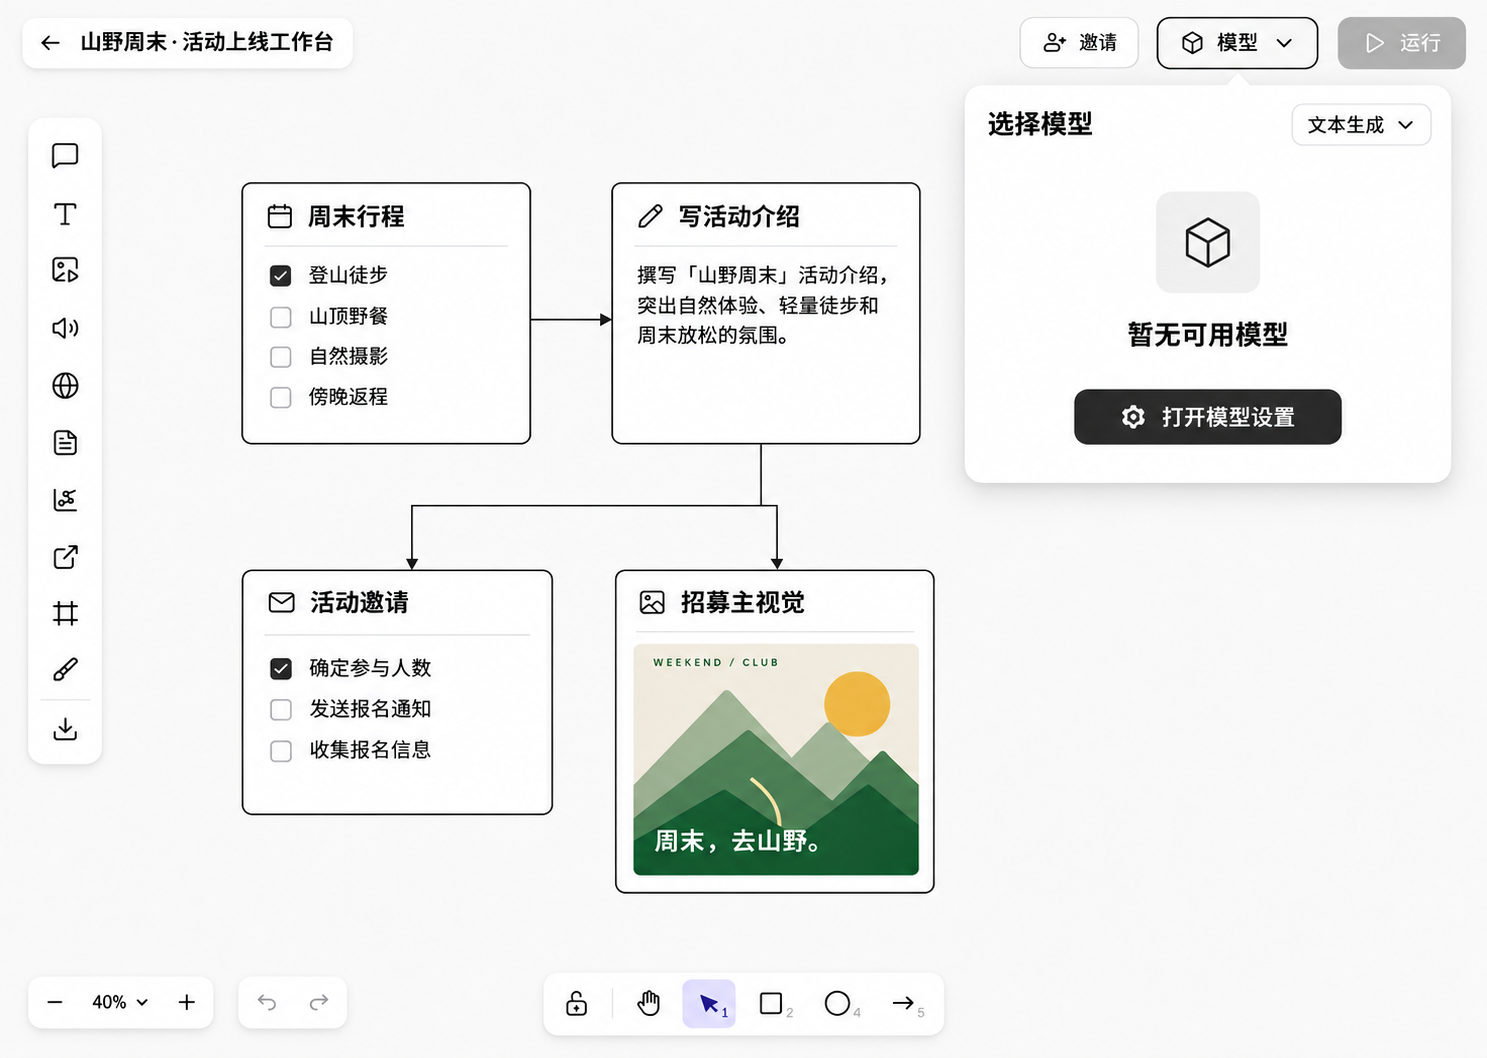 山野周末 · 活动上线工作台
邀请
模型
运行
选择模型
文本生成
暂无可用模型
打开模型设置
周末行程
登山徒步
山顶野餐
自然摄影
傍晚返程
写活动介绍
撰写「山野周末」活动介绍，
突出自然体验、轻量徒步和
周末放松的氛围。
活动邀请
确定参与人数
发送报名通知
收集报名信息
招募主视觉
WEEKEND / CLUB
周末，去山野。
40%
1
2
4
5